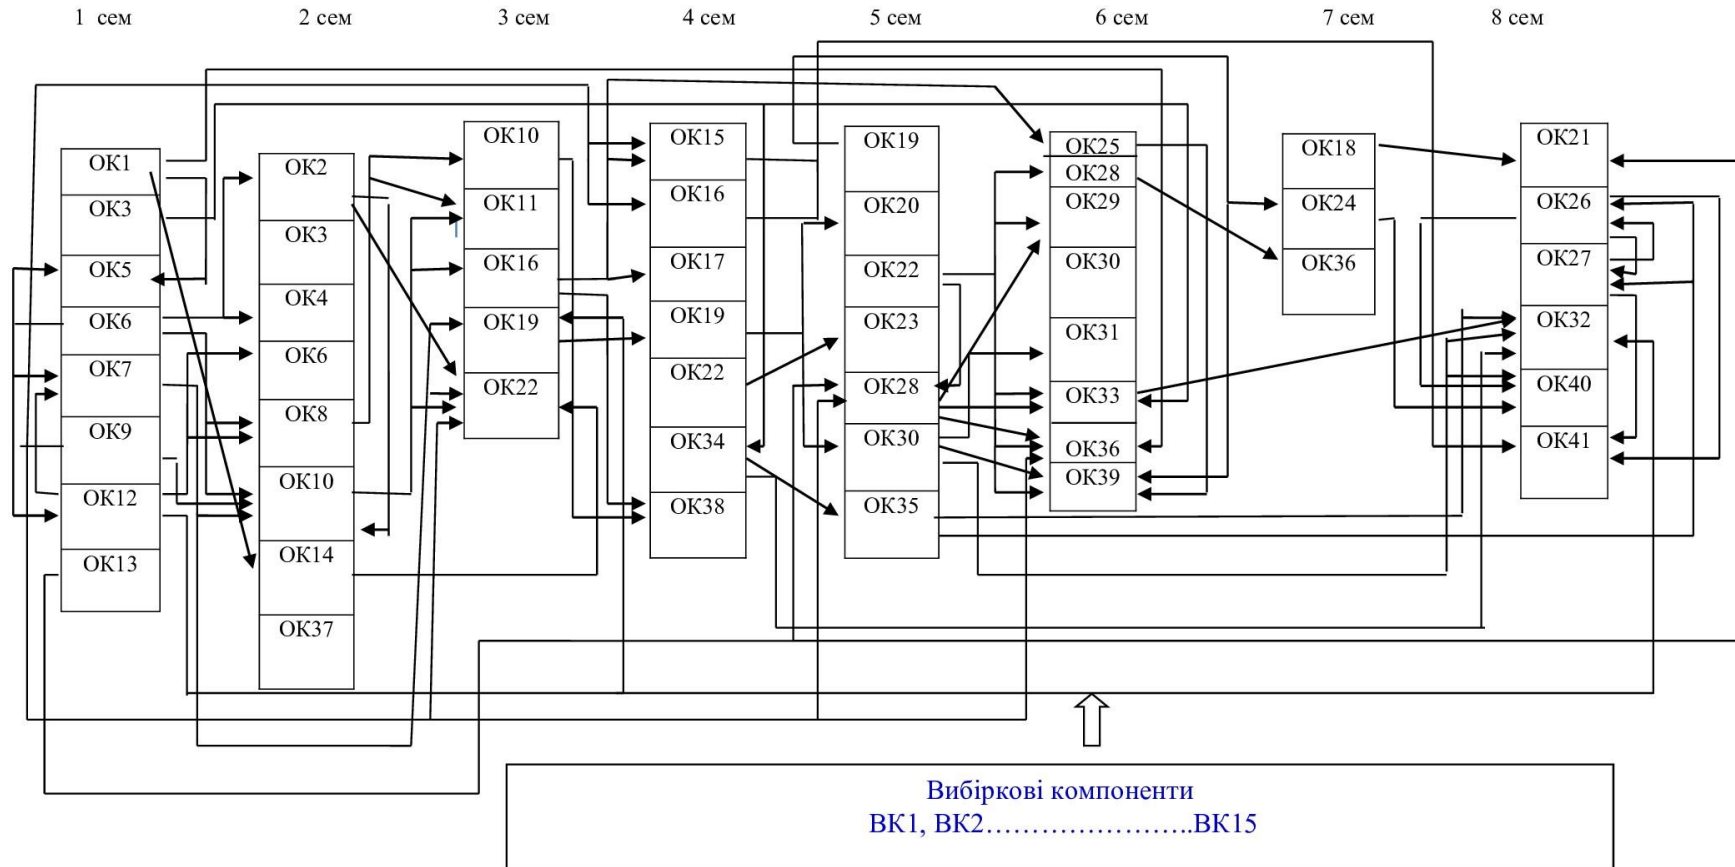 1 сем 2 сем 3 сем 4 сем 5 сем 6 сем 7 сем 8 сем
ОК1
ОК3
ОК5
ОК6
ОК7
ОК9
ОК12
ОК13
ОК2
ОК3
ОК4
ОК6
ОК8
ОК10
ОК14
ОК37
ОК10
ОК11
ОК16
ОК19
ОК22
ОК15
ОК16
ОК17
ОК19
ОК22
ОК34
ОК38
ОК19
ОК20
ОК22
ОК23
ОК28
ОК30
ОК35
ОК25
ОК28
ОК29
ОК30
ОК31
ОК33
ОК36
ОК39
ОК18
ОК24
ОК36
ОК21
ОК26
ОК27
ОК32
ОК40
ОК41
Вибіркові компоненти
ВК1, ВК2……………………..ВК15